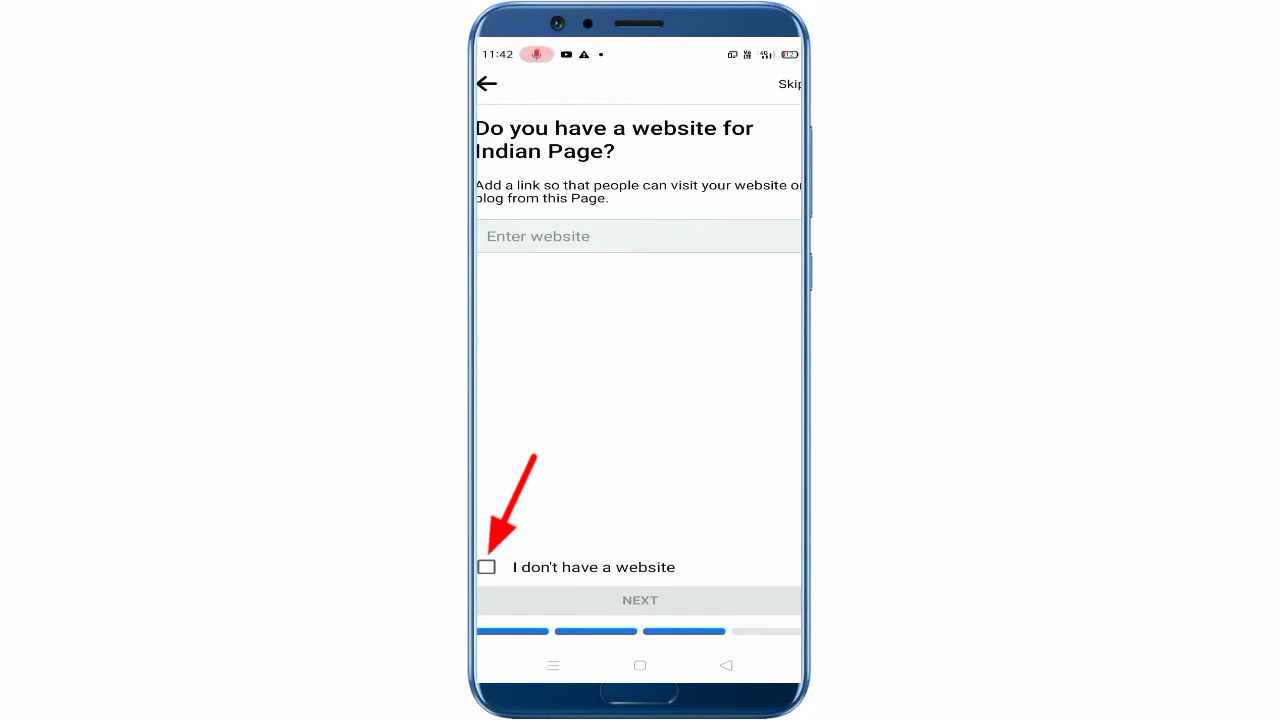 11:42
Skip
Do you have a website for
Indian Page?
Add a link so that people can visit your website or
blog from this Page.
Enter website
I don't have a website
NEXT